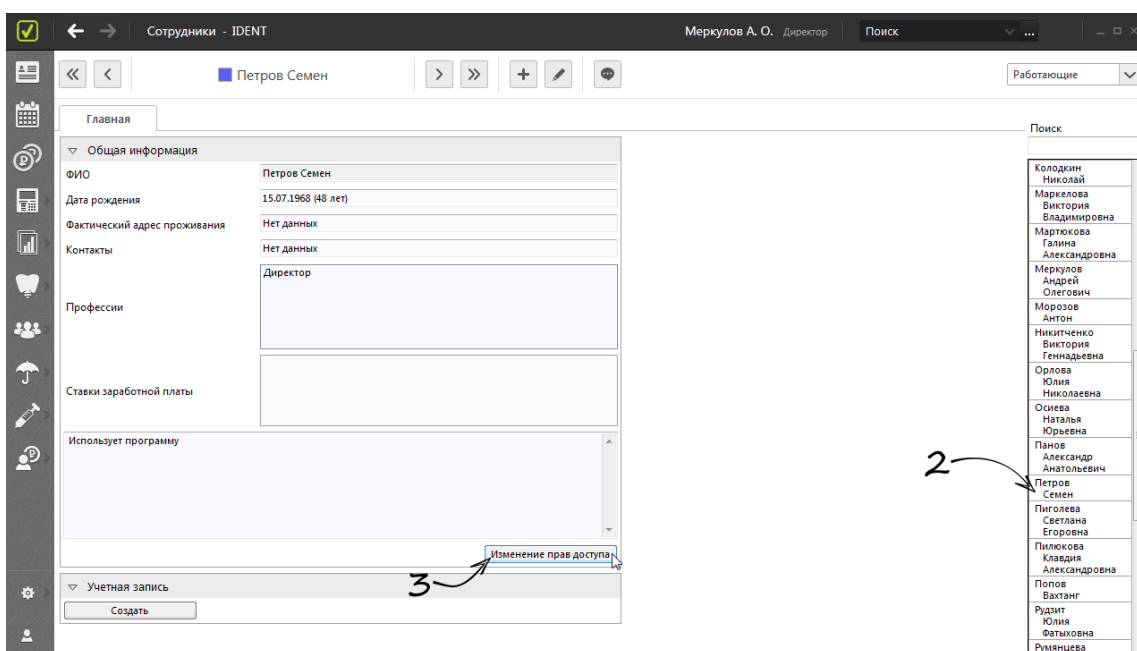 Сотрудники - IDENT
Меркулов А. О. Директор
Поиск
...
Петров Семен
Работающие
Главная
Поиск
Общая информация
ФИО
Петров Семен
Дата рождения
15.07.1968 (48 лет)
Фактический адрес проживания
Нет данных
Контакты
Нет данных
Профессии
Директор
Ставки заработной платы
Использует программу
Изменение прав доступа
3
Учетная запись
Создать
2
Колодкин
Николай
Маркелова
Виктория
Владимировна
Мартюкова
Галина
Александровна
Меркулов
Андрей
Олегович
Морозов
Антон
Никитченко
Виктория
Геннадьевна
Орлова
Юлия
Николаевна
Осиева
Наталья
Юрьевна
Панов
Александр
Анатольевич
Петров
Семен
Пиголева
Светлана
Егоровна
Пилюкова
Клавдия
Александровна
Попов
Вахтанг
Рудзит
Юлия
Фатыховна
Румянцева